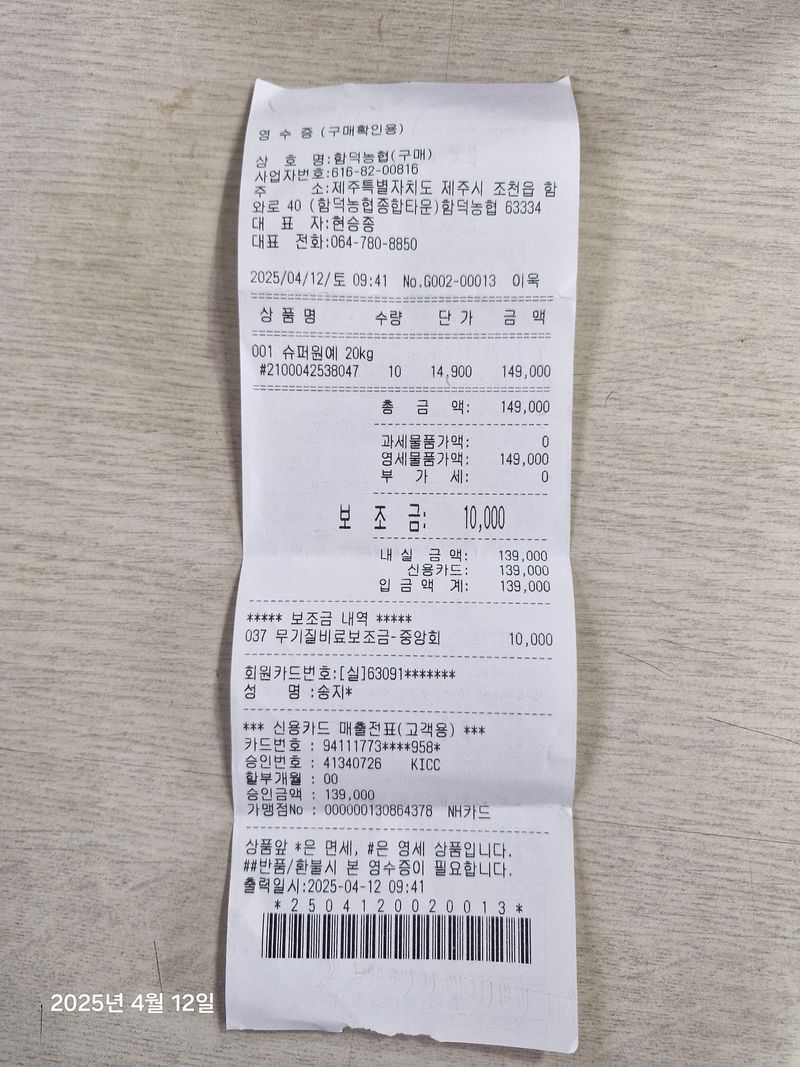 영 수 증 (구매확인용)
상 호 명:함덕농협(구매)
사업자번호:616-82-00816
주 소:제주특별자치도 제주시 조천읍 함
와로 40 (함덕농협종합타운)함덕농협 63334
대 표 자:현승종
대표 전화:064-780-8850
2025/04/12/토 09:41 No.G002-00013 이욱
상 품 명 수량 단 가 금 액
001 슈퍼원예 20kg
#2100042538047 10 14,900 149,000
총 금 액: 149,000
과세물품가액: 0
영세물품가액: 149,000
부 가 세: 0
보 조 금: 10,000
내 실 금 액: 139,000
신용카드: 139,000
입 금 액 계: 139,000
***** 보조금 내역 *****
037 무기질비료보조금-중앙회 10,000
회원카드번호:[실]63091*******
성 명 :송지*
*** 신용카드 매출전표(고객용) ***
카드번호 : 94111773****958*
승인번호 : 41340726 KICC
할부개월 : 00
승인금액 : 139,000
가맹점No : 000000130864378 NH카드
상품앞 *은 면세, #은 영세 상품입니다.
##반품/환불시 본 영수증이 필요합니다.
출력일시:2025-04-12 09:41
*2504120020013*
2025년 4월 12일